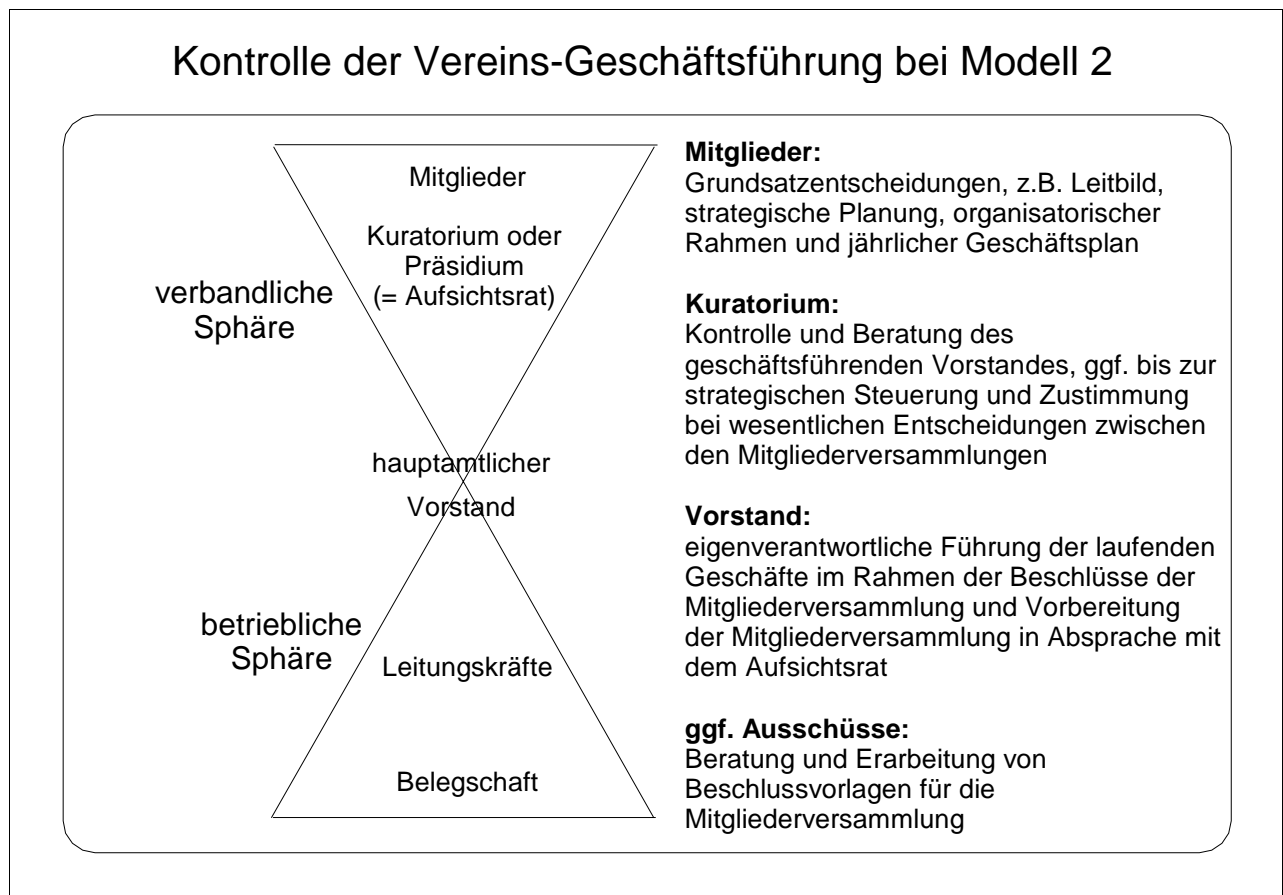 Kontrolle der Vereins-Geschäftsführung bei Modell 2
Mitglieder
Kuratorium oder
Präsidium
(= Aufsichtsrat)
verbandliche
Sphäre
hauptamtlicher
Vorstand
betriebliche
Sphäre
Leitungskräfte
Belegschaft
Mitglieder:
Grundsatzentscheidungen, z.B. Leitbild,
strategische Planung, organisatorischer
Rahmen und jährlicher Geschäftsplan
Kuratorium:
Kontrolle und Beratung des
geschäftsführenden Vorstandes, ggf. bis zur
strategischen Steuerung und Zustimmung
bei wesentlichen Entscheidungen zwischen
den Mitgliederversammlungen
Vorstand:
eigenverantwortliche Führung der laufenden
Geschäfte im Rahmen der Beschlüsse der
Mitgliederversammlung und Vorbereitung
der Mitgliederversammlung in Absprache mit
dem Aufsichtsrat
ggf. Ausschüsse:
Beratung und Erarbeitung von
Beschlussvorlagen für die
Mitgliederversammlung